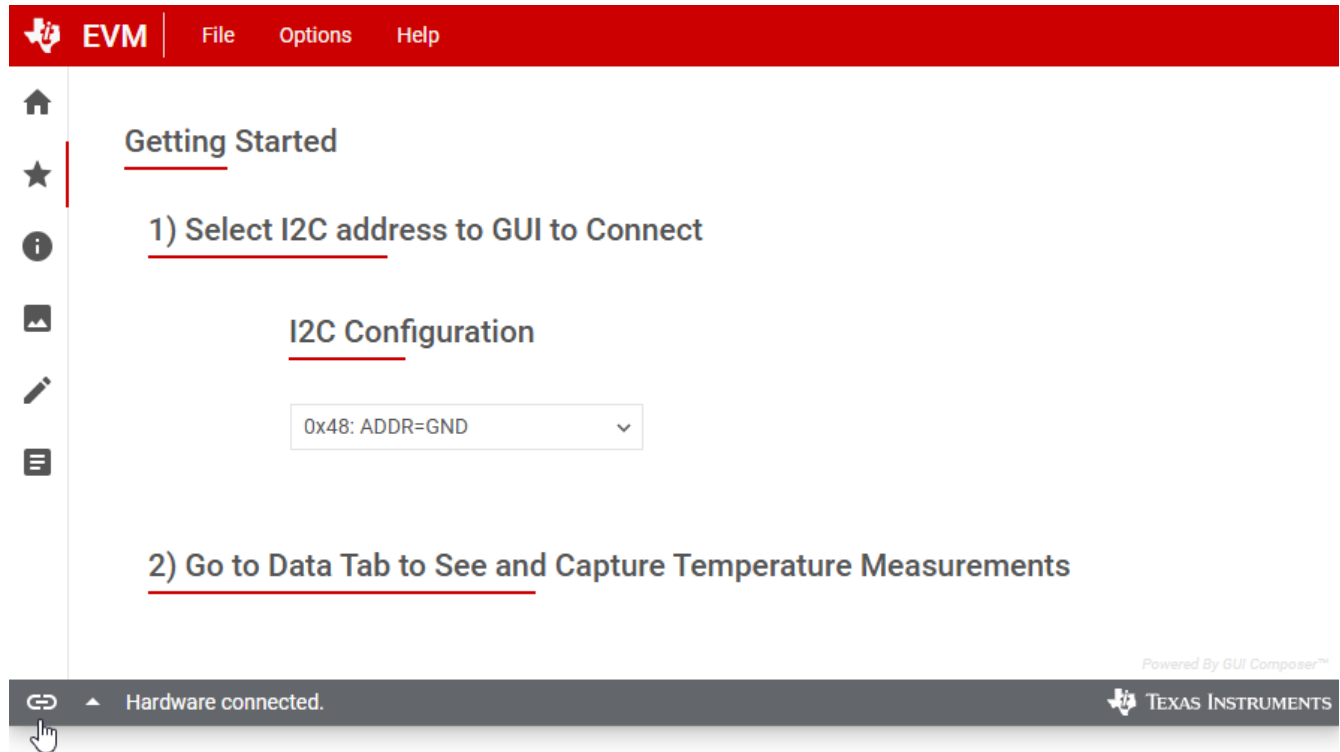 EVM File Options Help
Getting Started
1) Select I2C address to GUI to Connect
I2C Configuration
0x48: ADDR=GND
2) Go to Data Tab to See and Capture Temperature Measurements
Powered By GUI Composer™
Hardware connected. TEXAS INSTRUMENTS